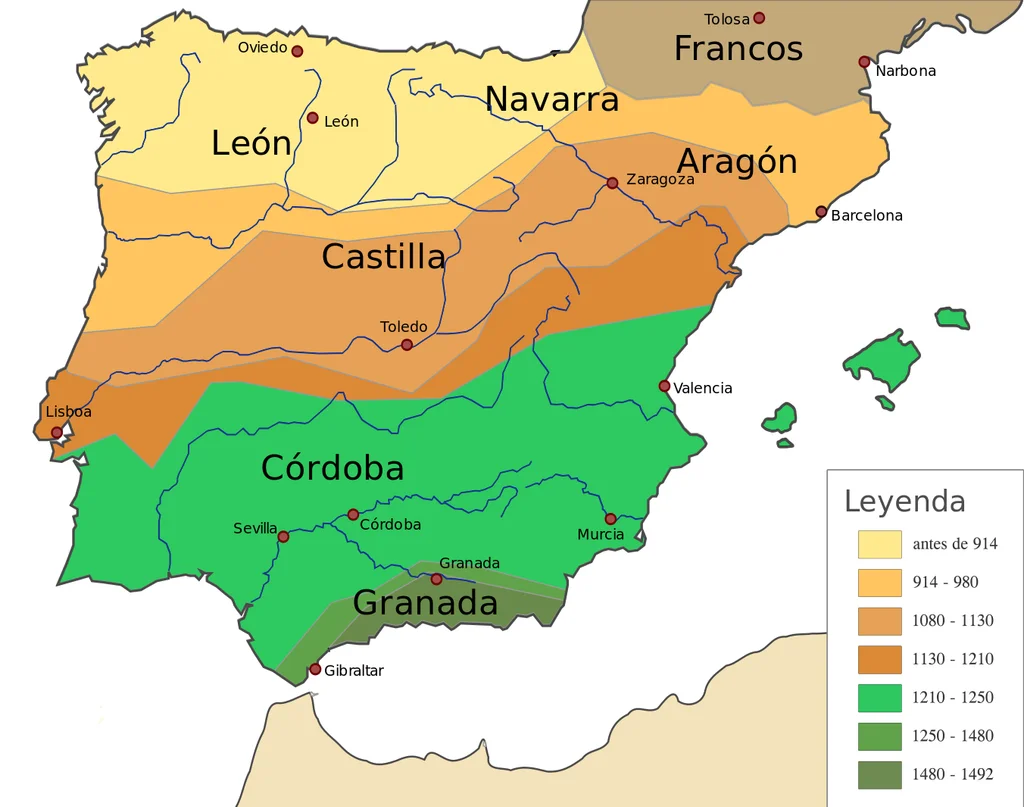 Tolosa
Francos
Oviedo
Narbona
Navarra
León
León
Aragón
Zaragoza
Barcelona
Castilla
Toledo
Valencia
Lisboa
Córdoba
Sevilla
Córdoba
Murcia
Granada
Granada
Gibraltar
Leyenda
antes de 914
914 - 980
1080 - 1130
1130 - 1210
1210 - 1250
1250 - 1480
1480 - 1492